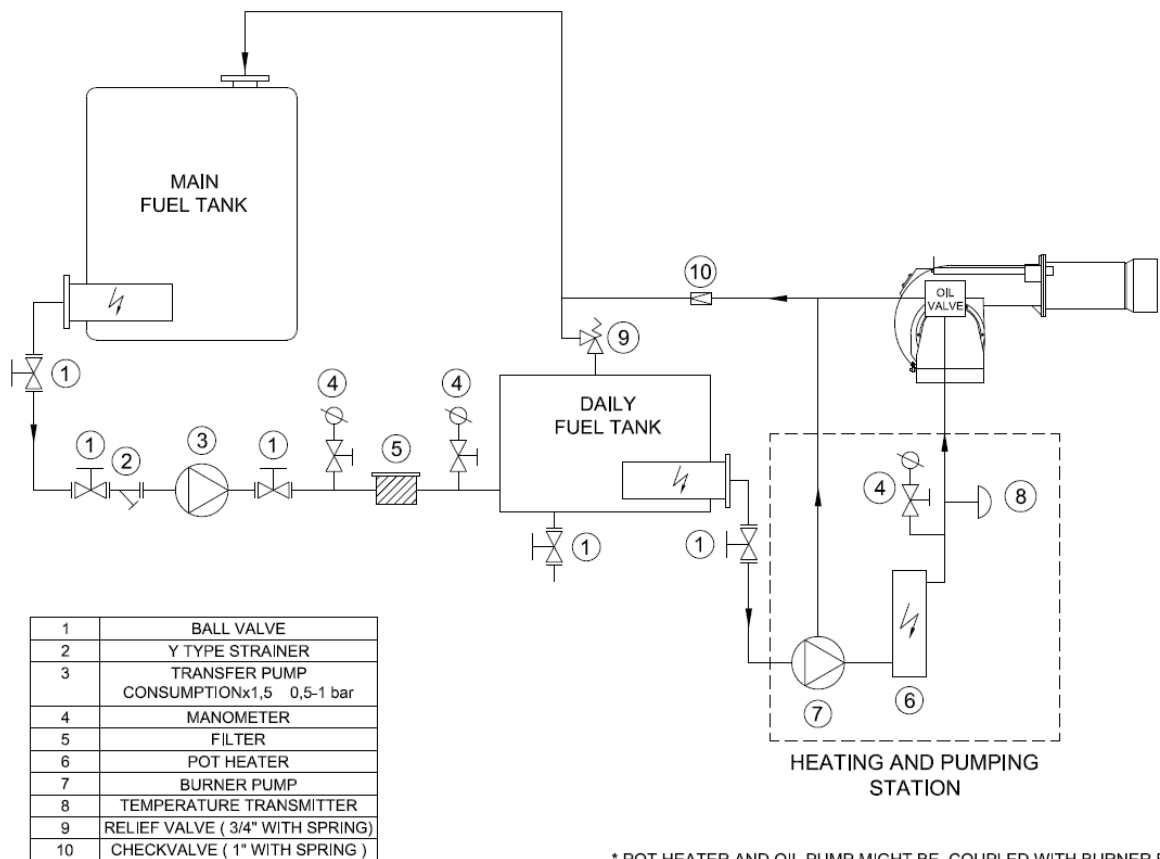 MAIN
FUEL TANK
10
OIL
VALVE
9
1
4
4
DAILY
FUEL TANK
1
2
3
1
5
4
8
1
1
6
7
HEATING AND PUMPING
STATION
1 BALL VALVE
2 Y TYPE STRAINER
3 TRANSFER PUMP
CONSUMPTIONx1,5 0,5-1 bar
4 MANOMETER
5 FILTER
6 POT HEATER
7 BURNER PUMP
8 TEMPERATURE TRANSMITTER
9 RELIEF VALVE ( 3/4" WITH SPRING)
10 CHECKVALVE ( 1" WITH SPRING )
* POT HEATER AND OIL PUMP MIGHT BE COUPLED WITH BURNER